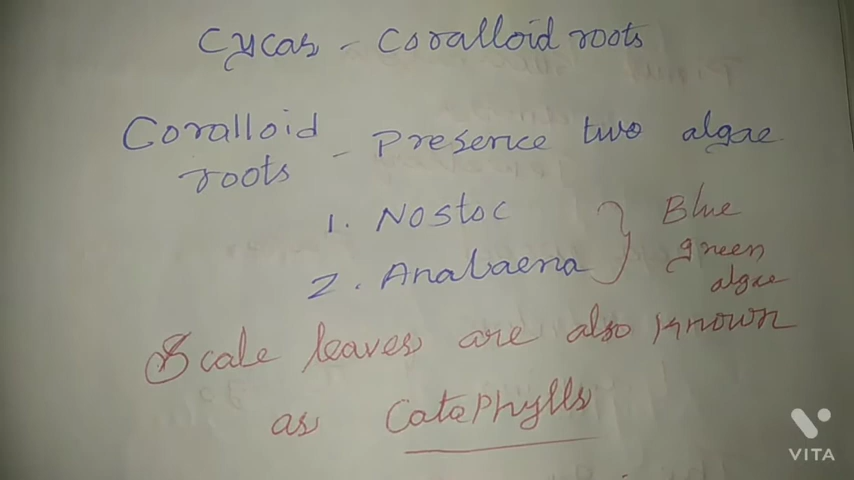 Cycas - Coralloid roots
Coralloid roots - Presence two algae
1. Nostoc
2. Anabaena
Blue green algae
Scale leaves are also known
as Cataphylls
VITA